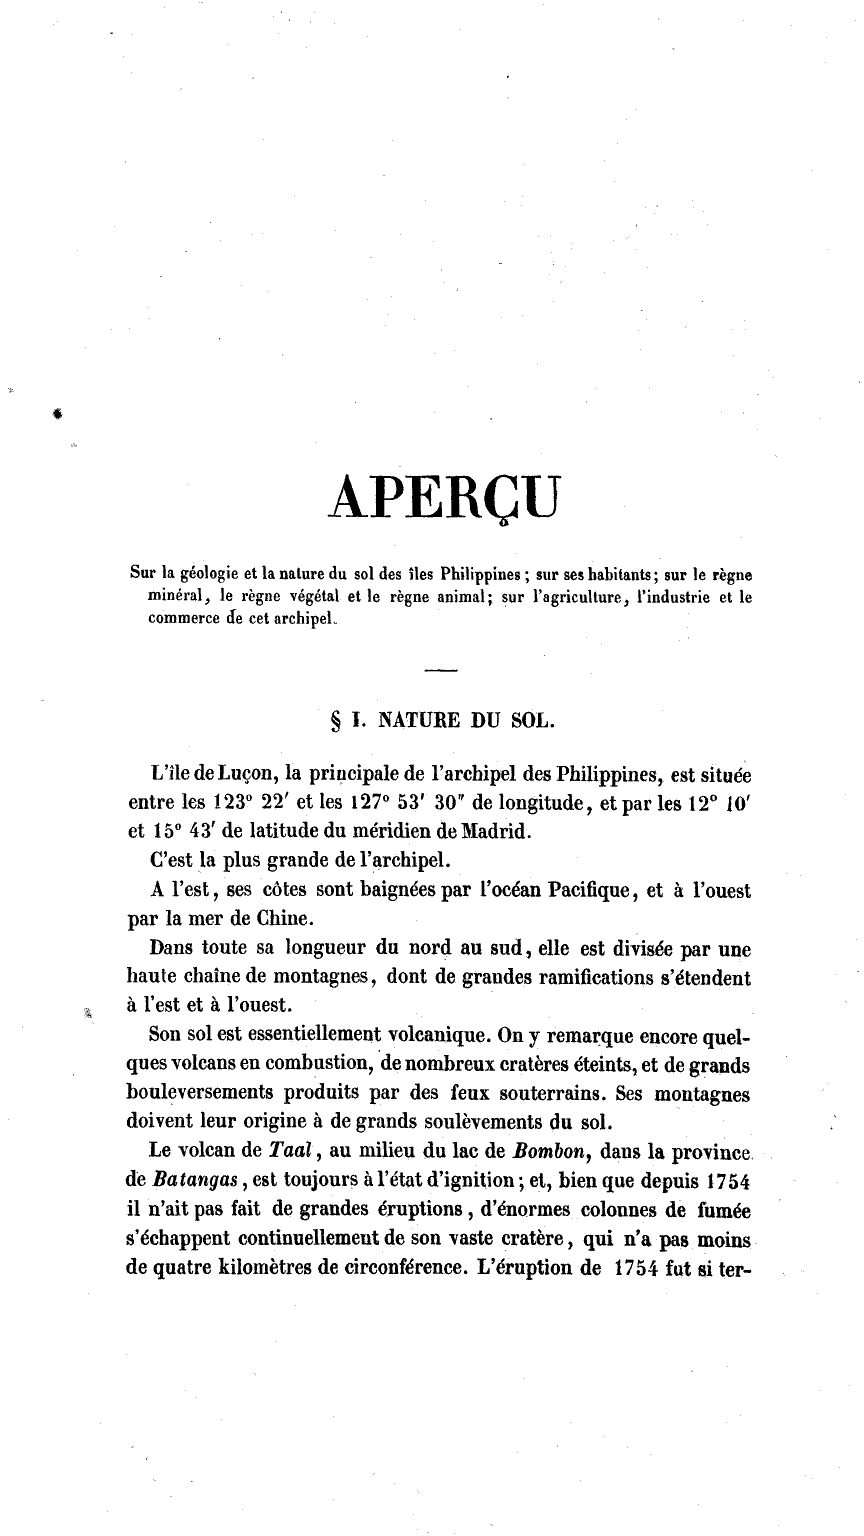 APERÇU
Sur la géologie et la nature du sol des îles Philippines ; sur ses habitants ; sur le règne
minéral, le règne végétal et le règne animal ; sur l'agriculture, l'industrie et le
commerce de cet archipel.
§ I. NATURE DU SOL.
L'île de Luçon, la principale de l'archipel des Philippines, est située
entre les 123° 22′ et les 127° 53′ 30″ de longitude, et par les 12° 10′
et 15° 43′ de latitude du méridien de Madrid.
C'est la plus grande de l'archipel.
A l'est, ses côtes sont baignées par l'océan Pacifique, et à l'ouest
par la mer de Chine.
Dans toute sa longueur du nord au sud, elle est divisée par une
haute chaîne de montagnes, dont de grandes ramifications s'étendent
à l'est et à l'ouest.
Son sol est essentiellement volcanique. On y remarque encore quel-
ques volcans en combustion, de nombreux cratères éteints, et de grands
bouleversements produits par des feux souterrains. Ses montagnes
doivent leur origine à de grands soulèvements du sol.
Le volcan de Taal, au milieu du lac de Bombon, dans la province
de Batangas, est toujours à l'état d'ignition ; et, bien que depuis 1754
il n'ait pas fait de grandes éruptions, d'énormes colonnes de fumée
s'échappent continuellement de son vaste cratère, qui n'a pas moins
de quatre kilomètres de circonférence. L'éruption de 1754 fut si ter-